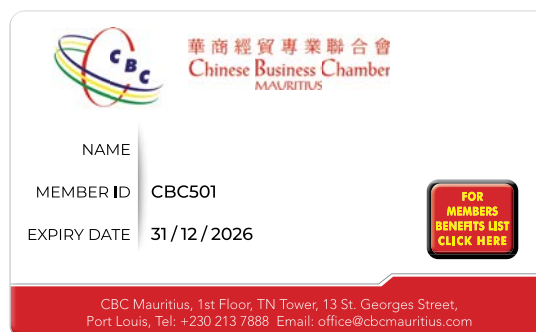 CBC
華商經貿專業聯合會
Chinese Business Chamber
MAURITIUS
NAME
MEMBER ID CBC501
EXPIRY DATE 31 / 12 / 2026
FOR
MEMBERS
BENEFITS LIST
CLICK HERE
CBC Mauritius, 1st Floor, TN Tower, 13 St. Georges Street,
Port Louis, Tel: +230 213 7888 Email: office@cbcmauritius.com